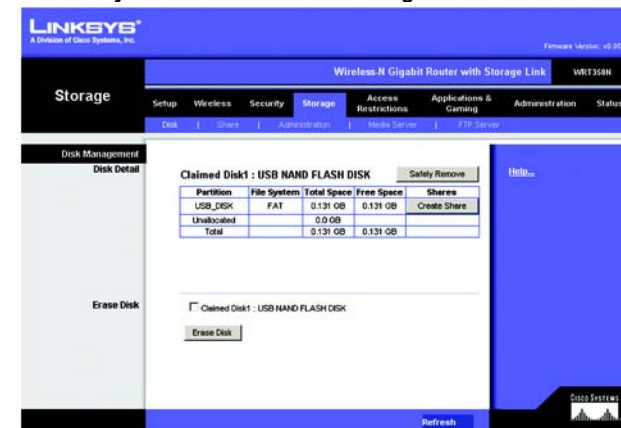 LINKSYS®
A Division of Cisco Systems, Inc.
Firmware Version: v0.05
Wireless-N Gigabit Router with Storage Link WRT350N
Storage
Setup Wireless Security Storage Access Restrictions Applications & Gaming Administration Status
Disk | Share | Administration | Media Server | FTP Server
Disk Management
Disk Detail
Claimed Disk1 : USB NAND FLASH DISK Safely Remove
Help...
Partition File System Total Space Free Space Shares
USB_DISK FAT 0.131 GB 0.131 GB Create Share
Unallocated 0.0 GB
Total 0.131 GB 0.131 GB
Erase Disk
Claimed Disk1 : USB NAND FLASH DISK
Erase Disk
Refresh
CISCO SYSTEMS